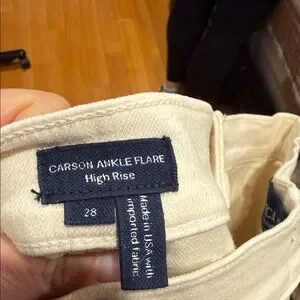 CARSON ANKLE FLARE
High Rise
28
Made in USA with
imported fabric.